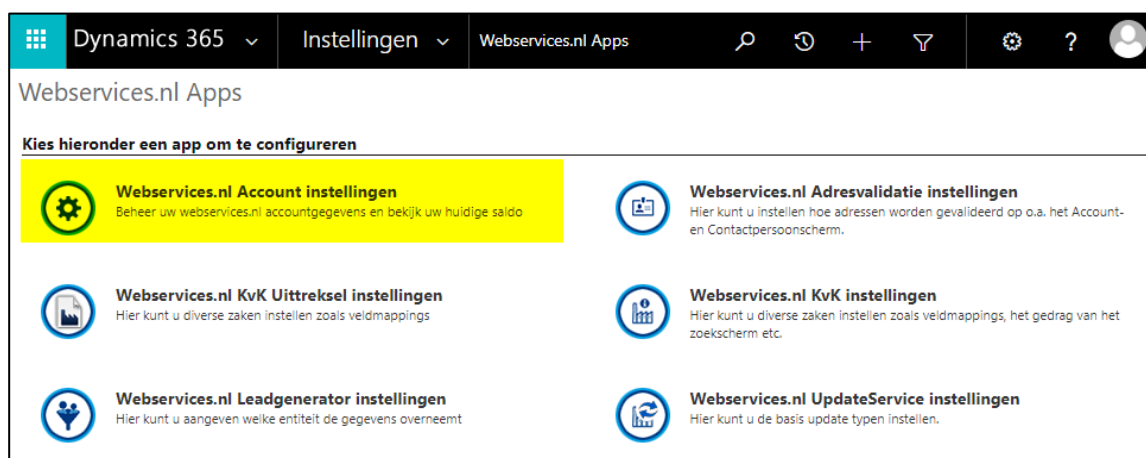 Dynamics 365 Instellingen Webservices.nl Apps ?
Webservices.nl Apps
Kies hieronder een app om te configureren
Webservices.nl Account instellingen
Beheer uw webservices.nl accountgegevens en bekijk uw huidige saldo
Webservices.nl Adresvalidatie instellingen
Hier kunt u instellen hoe adressen worden gevalideerd op o.a. het Account-
en Contactpersoonscherm.
Webservices.nl KvK Uittreksel instellingen
Hier kunt u diverse zaken instellen zoals veldmappings
Webservices.nl KvK instellingen
Hier kunt u diverse zaken instellen zoals veldmappings, het gedrag van het
zoekscherm etc.
Webservices.nl Leadgenerator instellingen
Hier kunt u aangeven welke entiteit de gegevens overneemt
Webservices.nl UpdateService instellingen
Hier kunt u de basis update typen instellen.